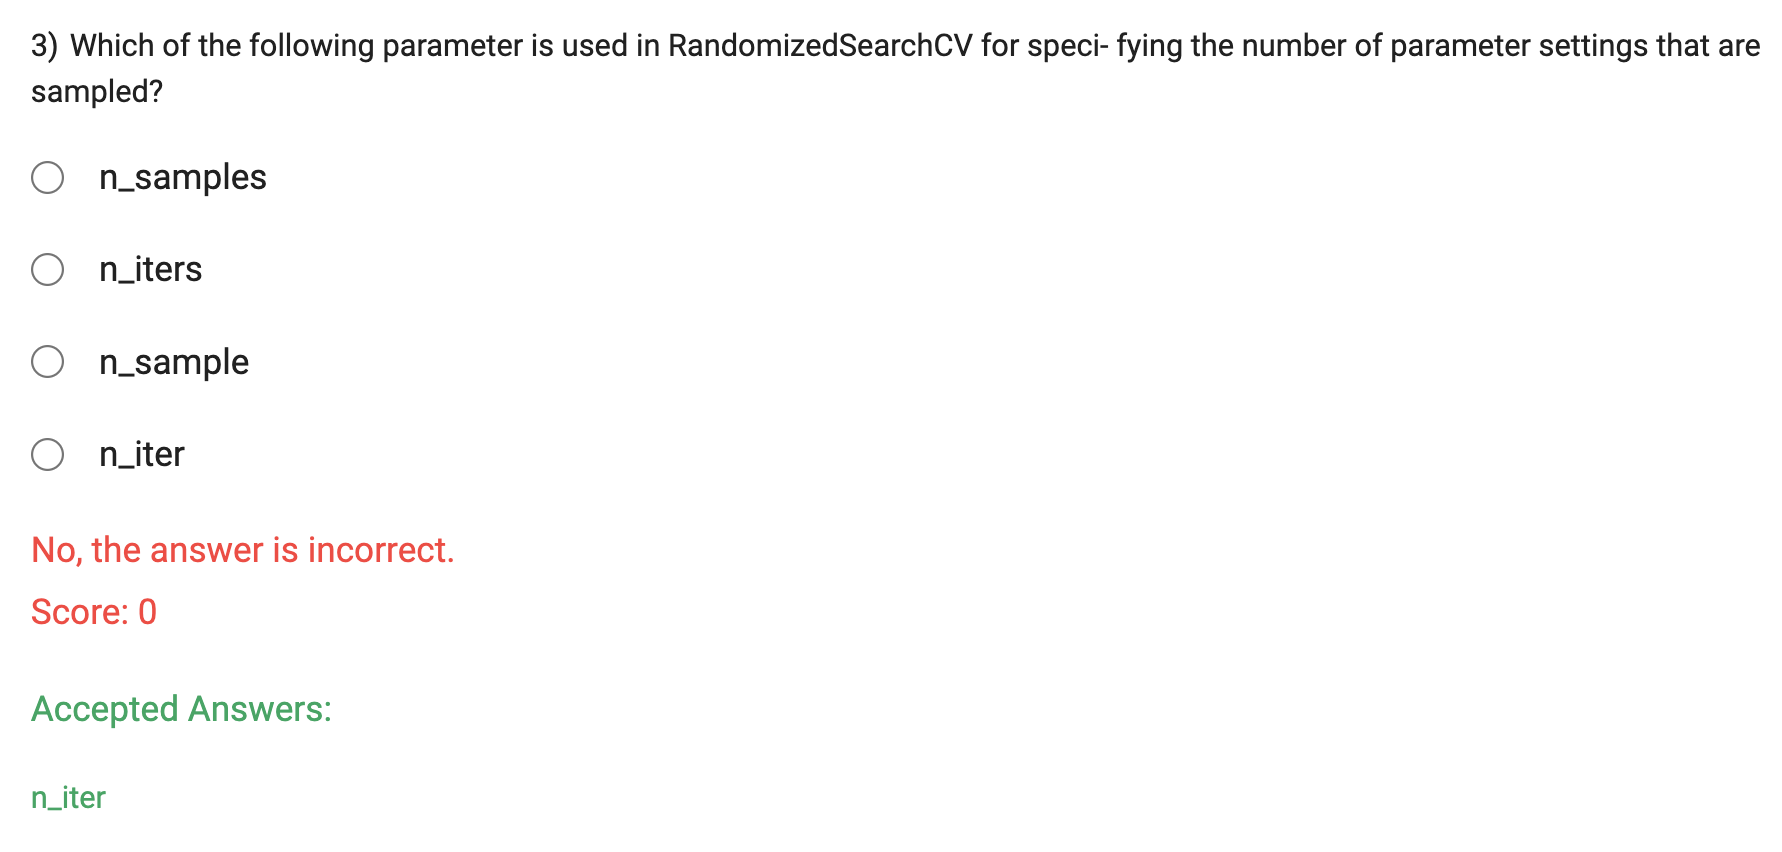 3) Which of the following parameter is used in RandomizedSearchCV for speci- fying the number of parameter settings that are
sampled?
n_samples
n_iters
n_sample
n_iter
No, the answer is incorrect.
Score: 0
Accepted Answers:
n_iter